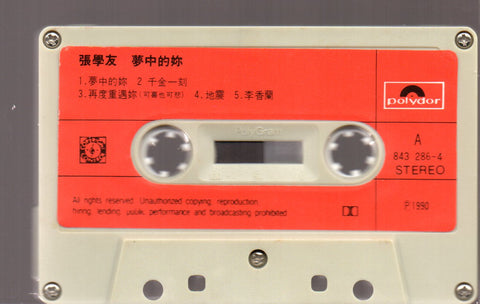 張學友 夢中的妳
1.夢中的妳 2 千金一刻
3.再度重遇妳(可喜也可悲) 4.地震 5.李香蘭
polydor
PolyGram
A
843 286-4
STEREO
All rights reserved. Unauthorized copying, reproduction,
hiring, lending, public performance and broadcasting prohibited
P.1990